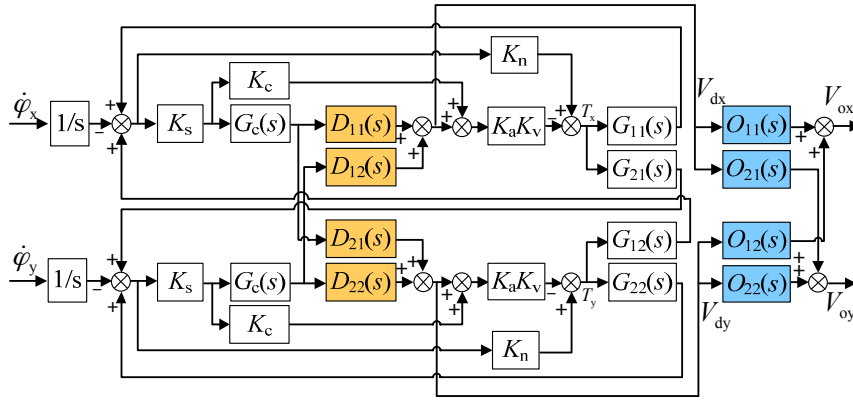 K_n
K_c
φ̇_x
1/s
+
−
+
K_s
G_c(s)
D_11(s)
+
+
+
+
K_aK_v
−
+
T_x
G_11(s)
V_dx
O_11(s)
+
+
V_ox
D_12(s)
G_21(s)
O_21(s)
D_21(s)
G_12(s)
O_12(s)
φ̇_y
1/s
+
−
+
K_s
G_c(s)
D_22(s)
+
+
+
+
K_aK_v
−
+
T_y
G_22(s)
V_dy
O_22(s)
+
+
V_oy
K_c
K_n